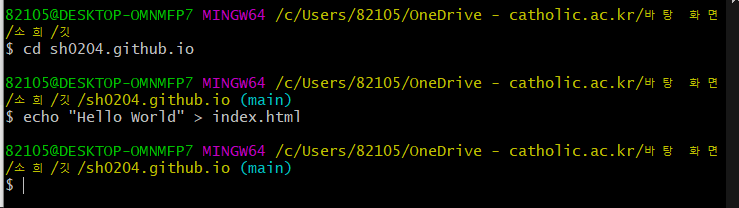 82105@DESKTOP-OMNMFP7 MINGW64 /c/Users/82105/OneDrive - catholic.ac.kr/바탕 화면
/소희/깃
$ cd sh0204.github.io
82105@DESKTOP-OMNMFP7 MINGW64 /c/Users/82105/OneDrive - catholic.ac.kr/바탕 화면
/소희/깃/sh0204.github.io (main)
$ echo "Hello World" > index.html
82105@DESKTOP-OMNMFP7 MINGW64 /c/Users/82105/OneDrive - catholic.ac.kr/바탕 화면
/소희/깃/sh0204.github.io (main)
$